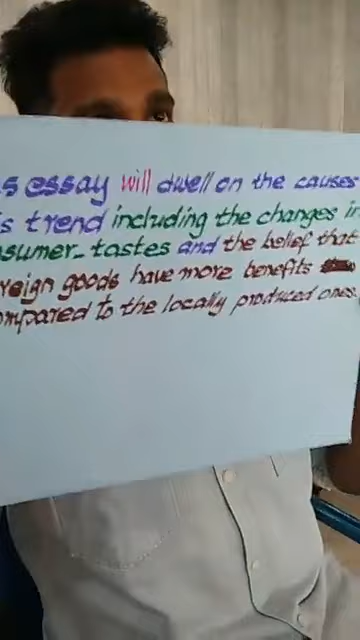 s essay will dwell on the causes
s trend including the changes in
sumer tastes and the belief that
reign goods have more benefits
mpared to the locally produced ones.